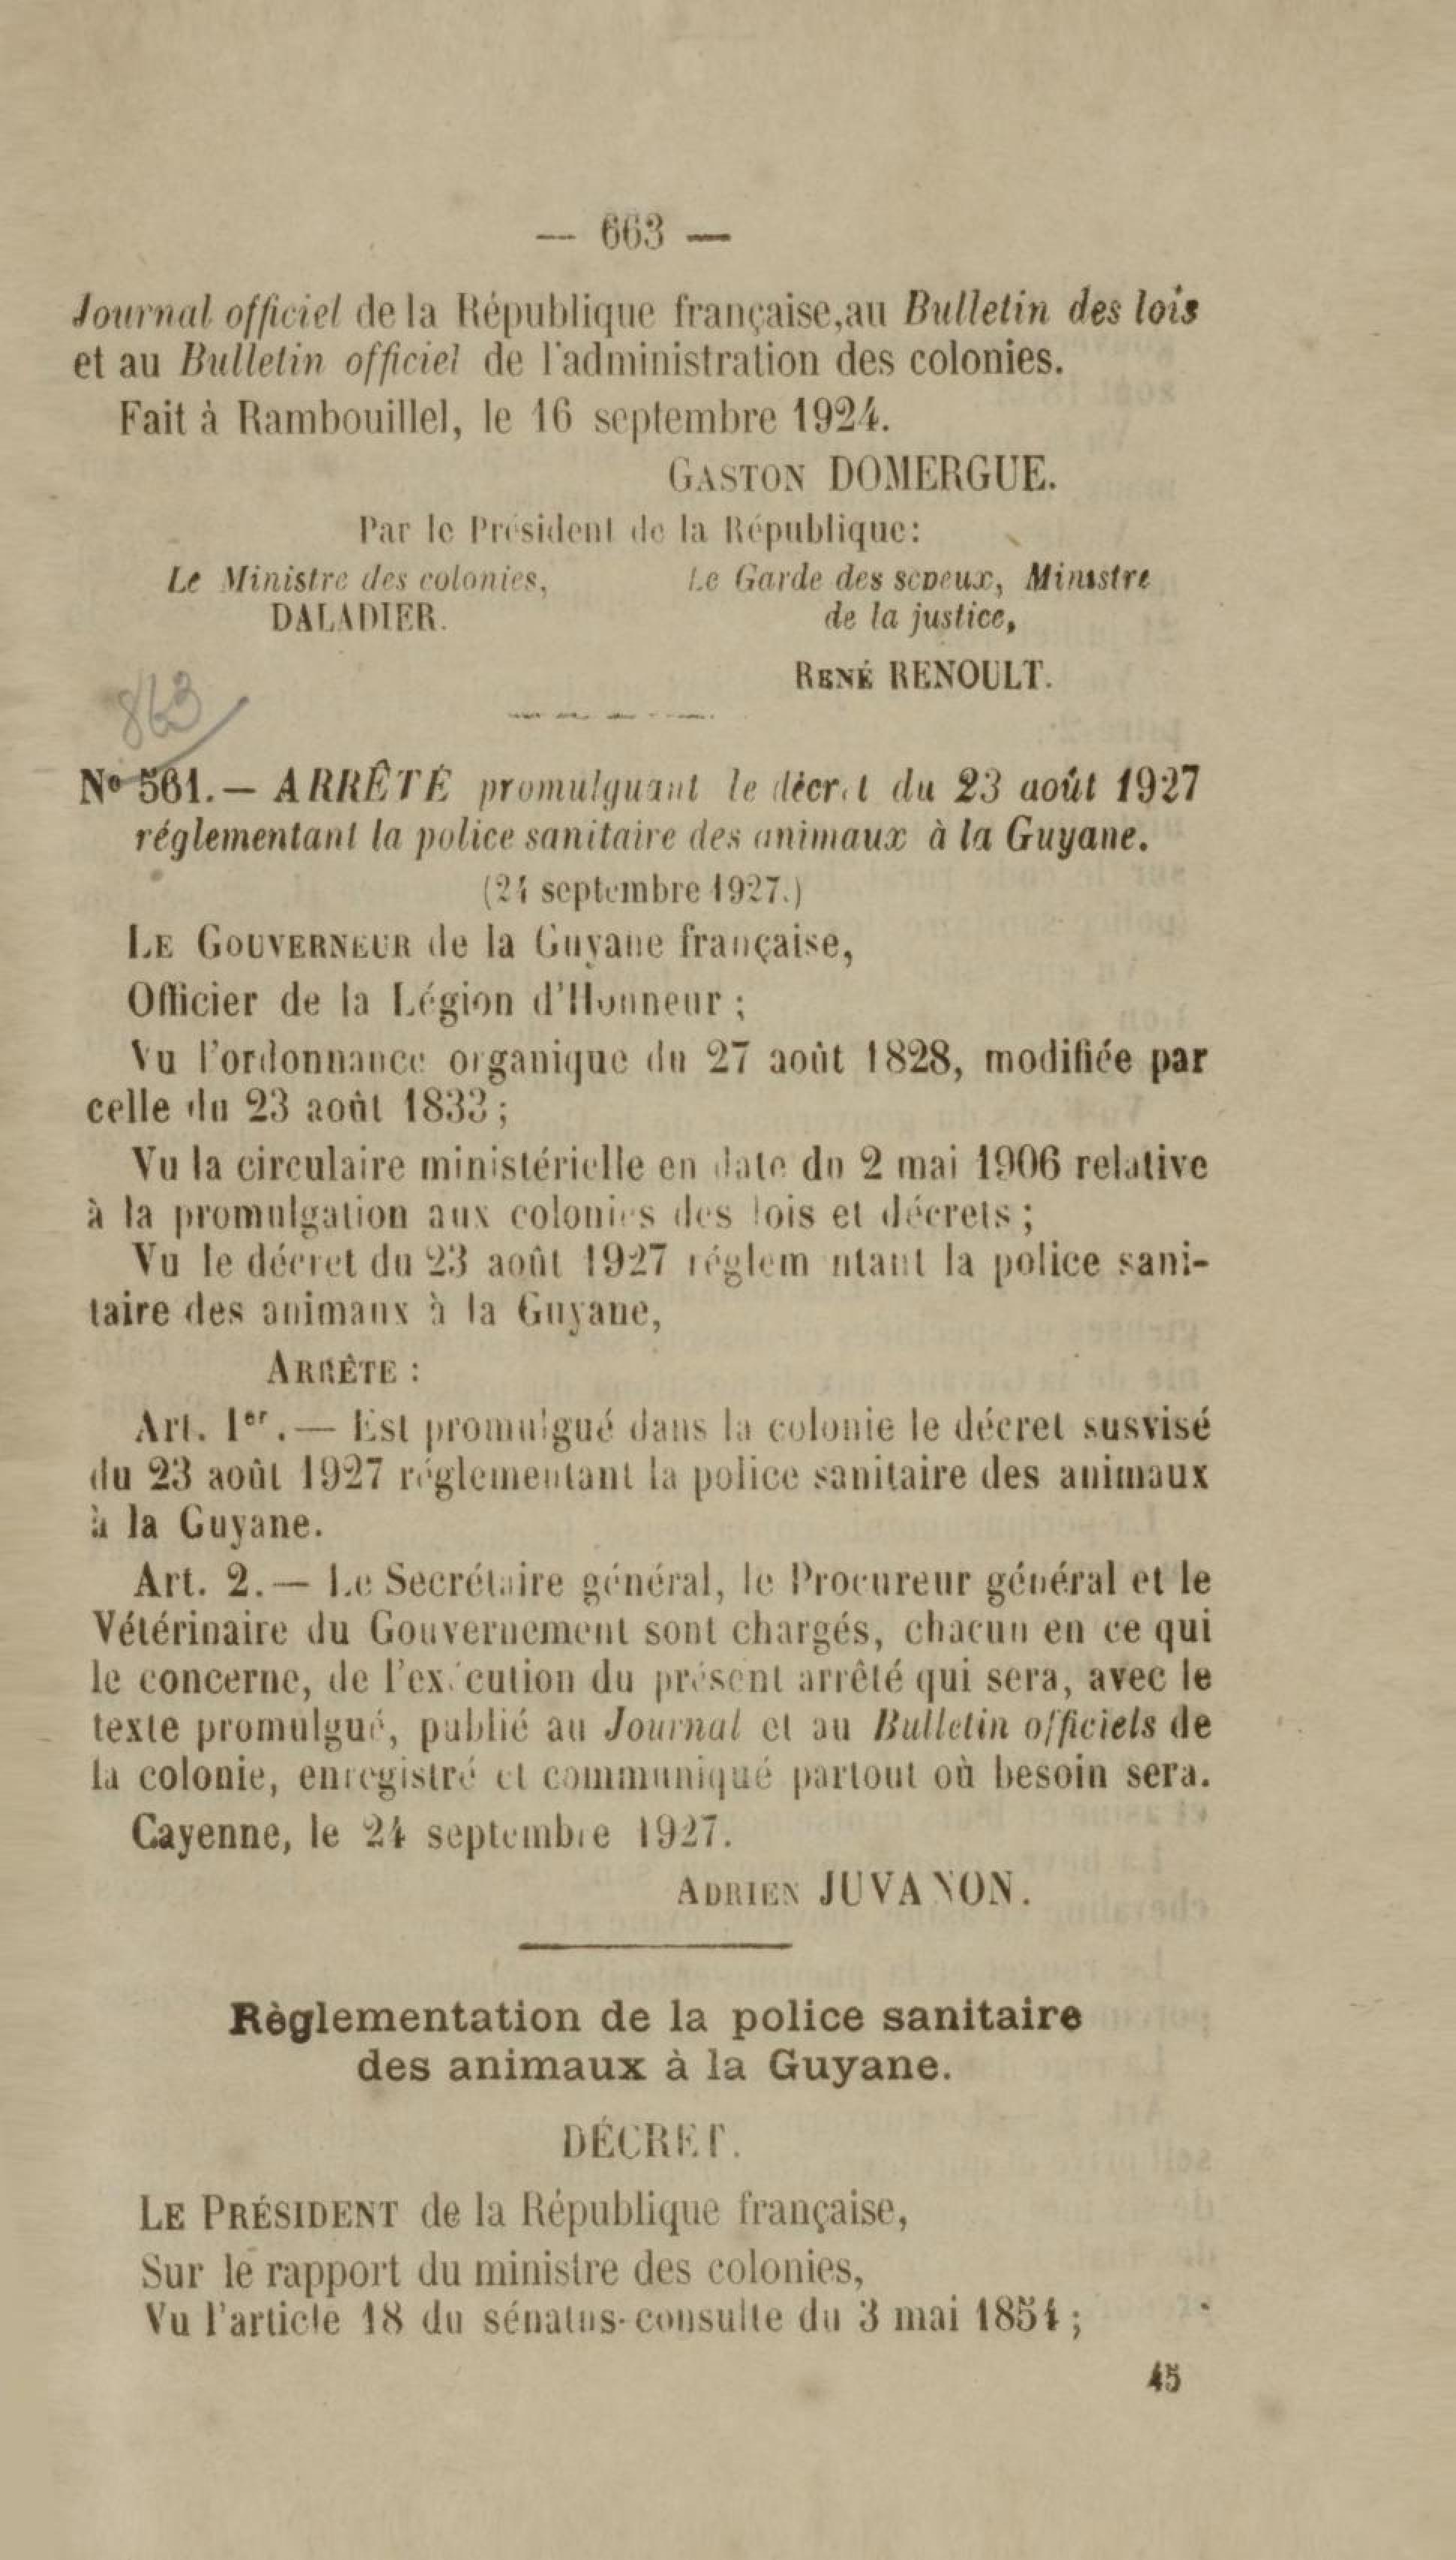 — 663 —
Journal officiel de la République française,au Bulletin des lois
et au Bulletin officiel de l'administration des colonies.
Fait à Rambouillel, le 16 septembre 1924.
GASTON DOMERGUE.
Par le Président de la République:
Le Ministre des colonies, Le Garde des sceeux, Ministre
DALADIER. de la justice,
RENÉ RENOULT.
863
No 561.— ARRÊTÉ promulguant le décret du 23 août 1927
réglementant la police sanitaire des animaux à la Guyane.
(24 septembre 1927.)
LE GOUVERNEUR de la Guyane française,
Officier de la Légion d'Honneur ;
Vu l'ordonnance organique du 27 août 1828, modifiée par
celle du 23 août 1833 ;
Vu la circulaire ministérielle en date du 2 mai 1906 relative
à la promulgation aux colonies des lois et décrets ;
Vu le décret du 23 août 1927 réglem ntant la police sani-
taire des animaux à la Guyane,
ARRÊTE :
Art. 1er.— Est promulgué dans la colonie le décret susvisé
du 23 août 1927 réglementant la police sanitaire des animaux
à la Guyane.
Art. 2.— Le Secrétaire général, le Procureur général et le
Vétérinaire du Gouvernement sont chargés, chacun en ce qui
le concerne, de l'exécution du présent arrêté qui sera, avec le
texte promulgué, publié au Journal et au Bulletin officiels de
la colonie, enregistré et communiqué partout où besoin sera.
Cayenne, le 24 septembre 1927.
ADRIEN JUVANON.
Règlementation de la police sanitaire
des animaux à la Guyane.
DÉCRET.
LE PRÉSIDENT de la République française,
Sur le rapport du ministre des colonies,
Vu l'article 18 du sénatus-consulte du 3 mai 1854 ;
45